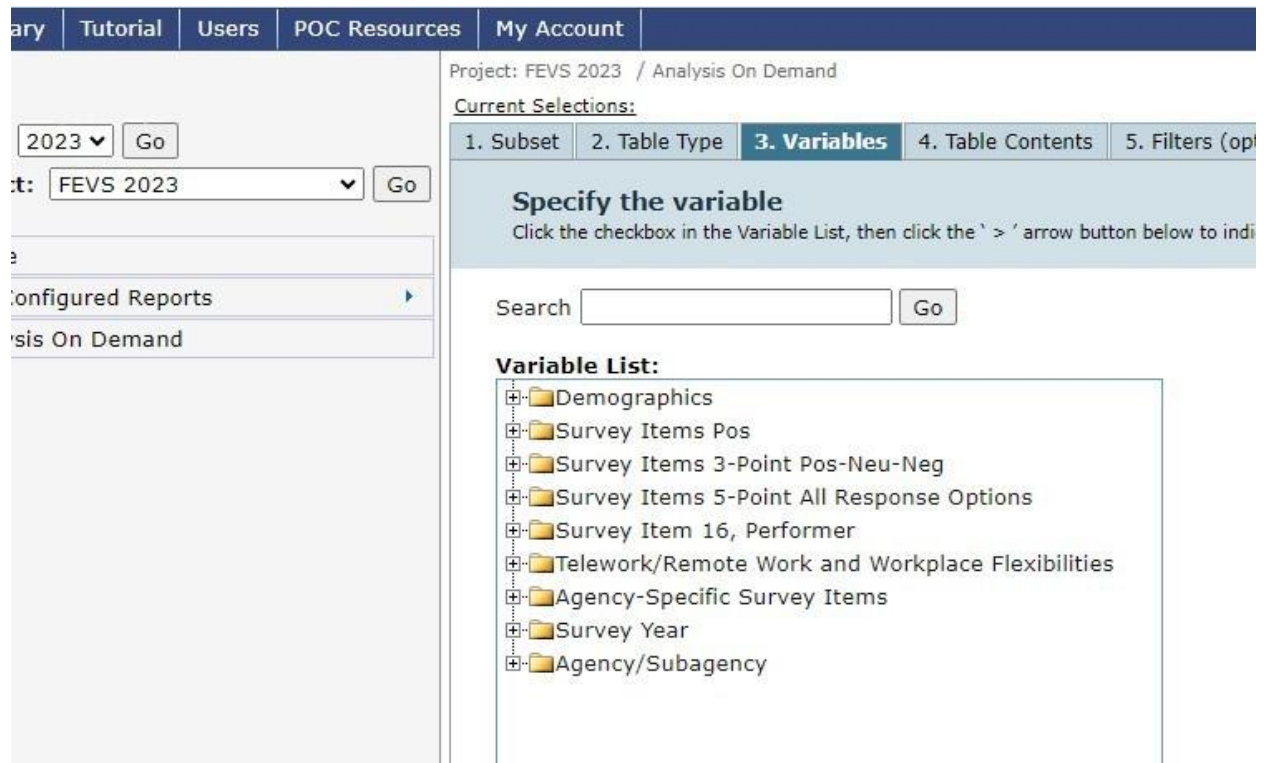 ary Tutorial Users POC Resources My Account
Project: FEVS 2023 / Analysis On Demand
Current Selections:
2023 Go
1. Subset 2. Table Type 3. Variables 4. Table Contents 5. Filters (opt
t: FEVS 2023 Go
Specify the variable
Click the checkbox in the Variable List, then click the ` > ´ arrow button below to indi
e
onfigured Reports
Search Go
sis On Demand
Variable List:
Demographics
Survey Items Pos
Survey Items 3-Point Pos-Neu-Neg
Survey Items 5-Point All Response Options
Survey Item 16, Performer
Telework/Remote Work and Workplace Flexibilities
Agency-Specific Survey Items
Survey Year
Agency/Subagency